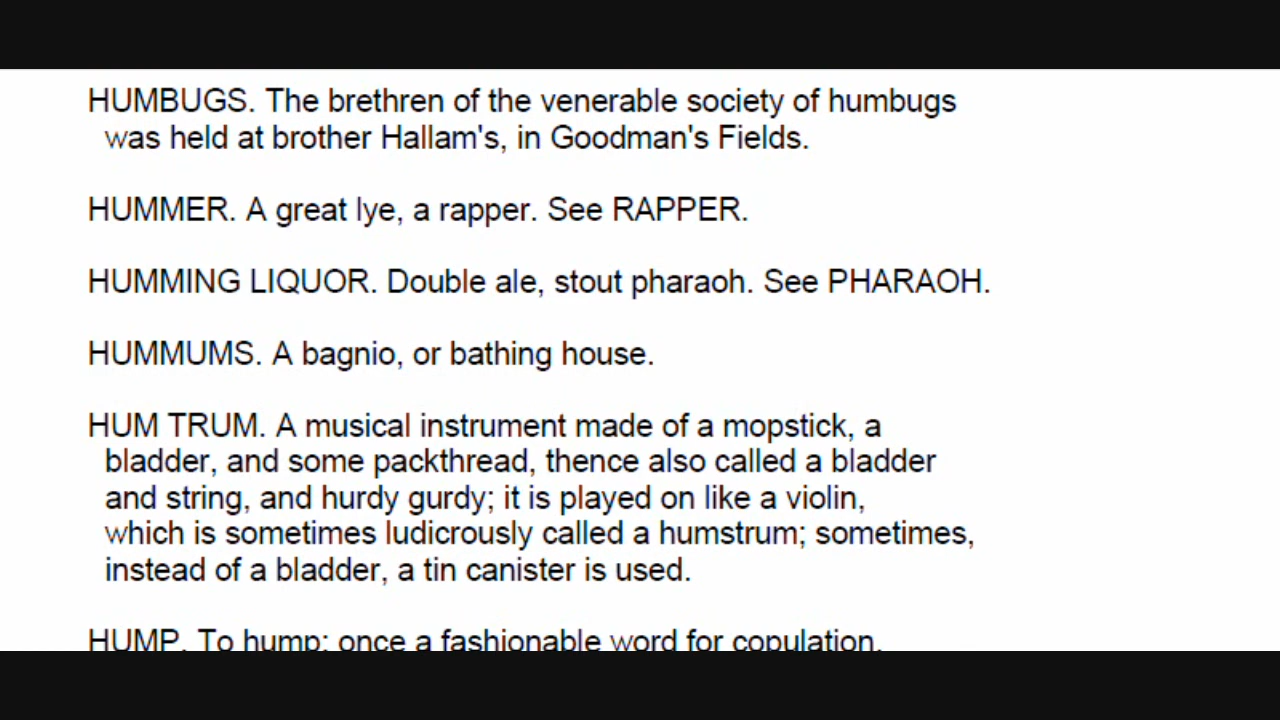 HUMBUGS. The brethren of the venerable society of humbugs
was held at brother Hallam's, in Goodman's Fields.
HUMMER. A great lye, a rapper. See RAPPER.
HUMMING LIQUOR. Double ale, stout pharaoh. See PHARAOH.
HUMMUMS. A bagnio, or bathing house.
HUM TRUM. A musical instrument made of a mopstick, a
bladder, and some packthread, thence also called a bladder
and string, and hurdy gurdy; it is played on like a violin,
which is sometimes ludicrously called a humstrum; sometimes,
instead of a bladder, a tin canister is used.
HUMP. To hump; once a fashionable word for copulation.